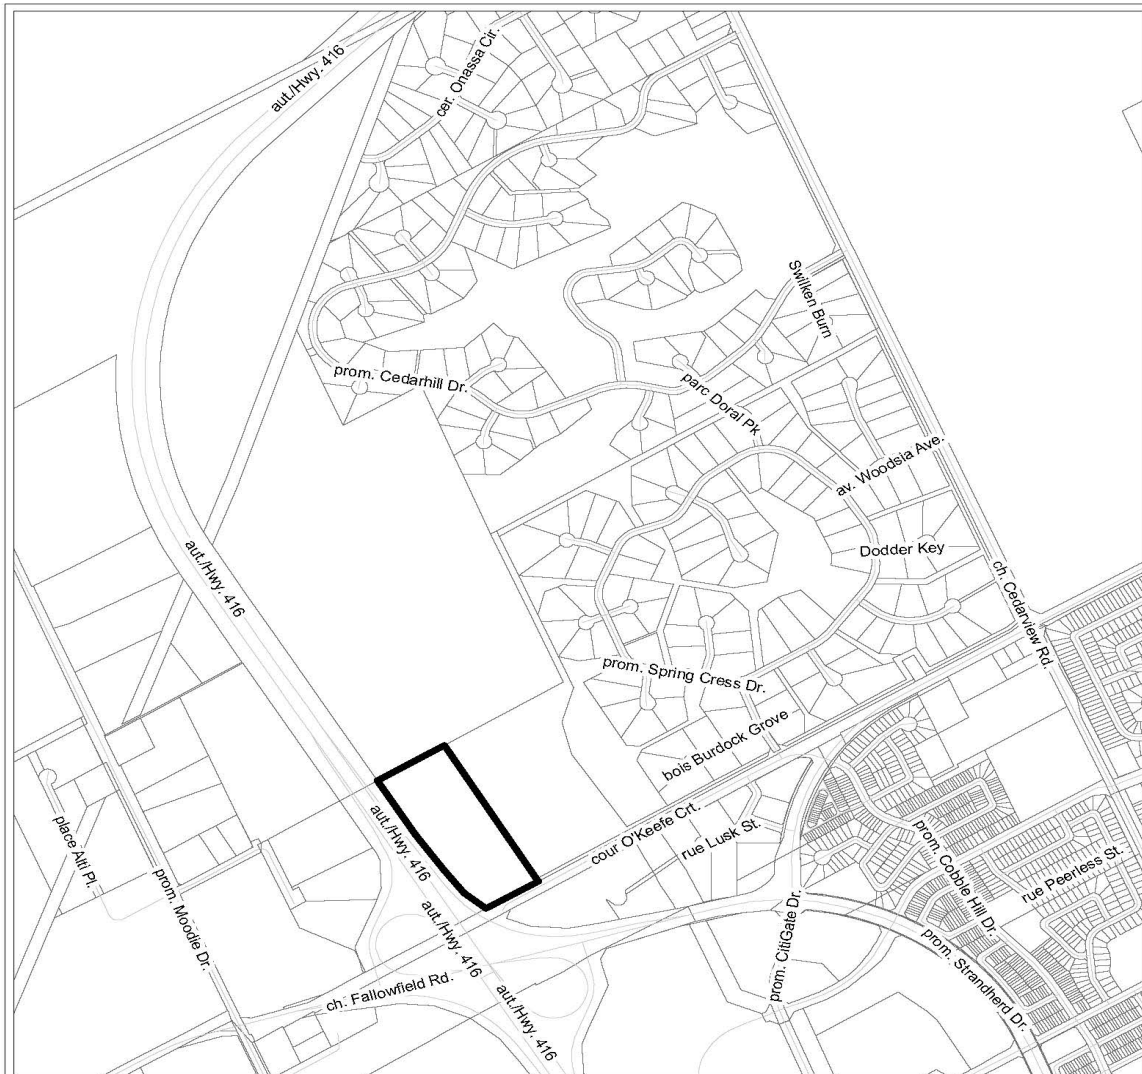 aut./Hwy. 416
cer. Onassa Cir.
Swilken Burn
prom. Cedarhill Dr.
parc Doral Pk
av. Woodsia Ave.
Dodder Key
aut./Hwy. 416
ch. Cedarview Rd.
prom. Spring Cress Dr.
bois Burdock Grove
cour O'Keefe Crt.
rue Lusk St.
aut./Hwy. 416
place Alti Pl.
prom. Moodie Dr.
prom. Cobble Hill Dr.
rue Peerless St.
aut./Hwy. 416
prom. CitiGate Dr.
prom. Strandherd Dr.
ch. Fallowfield Rd.
aut./Hwy. 416